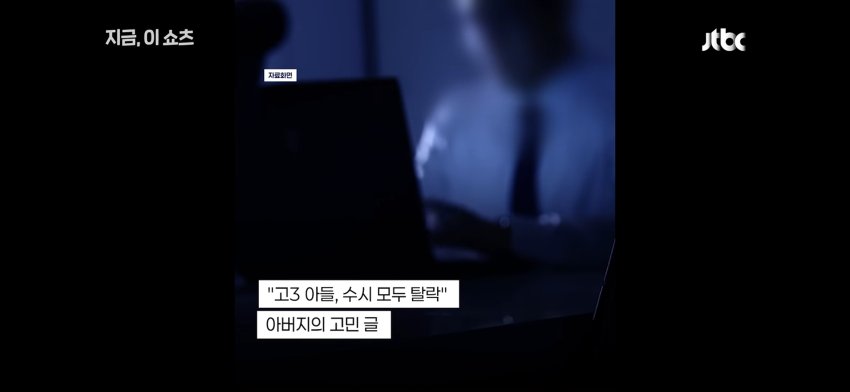 지금, 이 쇼츠
jtbc
자료화면
"고3 아들, 수시 모두 탈락"
아버지의 고민 글